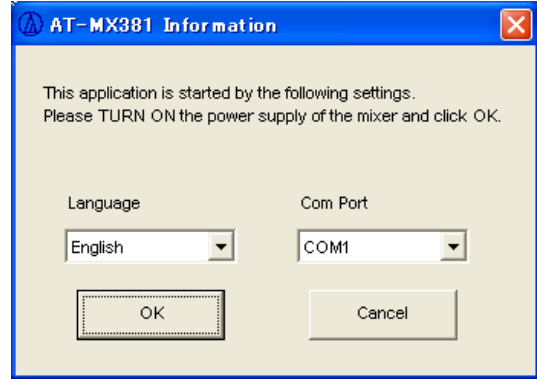 AT-MX381 Information
This application is started by the following settings.
Please TURN ON the power supply of the mixer and click OK.
Language
Com Port
English
COM1
OK
Cancel